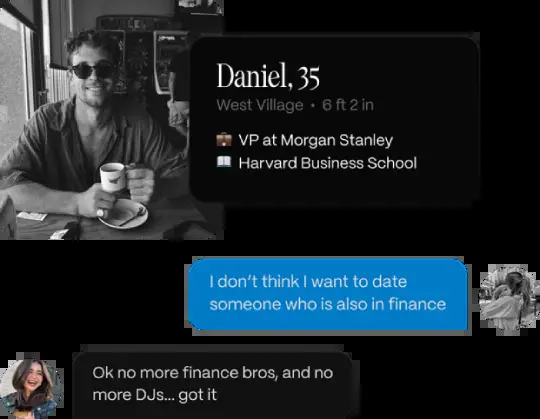 Daniel, 35
West Village • 6 ft 2 in
💼 VP at Morgan Stanley
📖 Harvard Business School
I don’t think I want to date
someone who is also in finance
Ok no more finance bros, and no
more DJs... got it